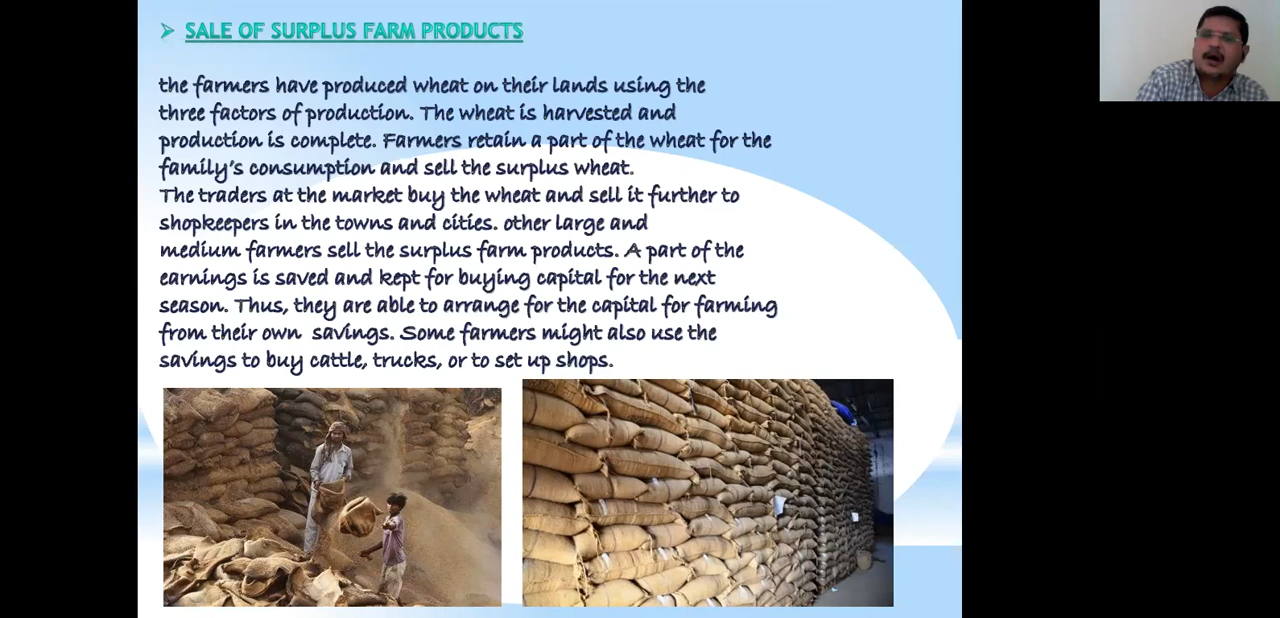 SALE OF SURPLUS FARM PRODUCTS
the farmers have produced wheat on their lands using the
three factors of production. The wheat is harvested and
production is complete. Farmers retain a part of the wheat for the
family's consumption and sell the surplus wheat.
The traders at the market buy the wheat and sell it further to
shopkeepers in the towns and cities. other large and
medium farmers sell the surplus farm products. A part of the
earnings is saved and kept for buying capital for the next
season. Thus, they are able to arrange for the capital for farming
from their own savings. Some farmers might also use the
savings to buy cattle, trucks, or to set up shops.